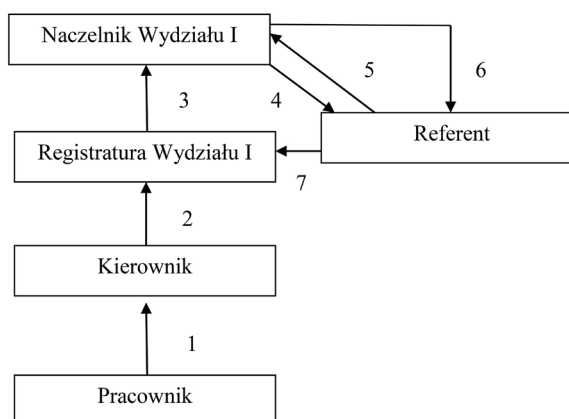 Naczelnik Wydziału I
5
6
3
4
Referent
Registratura Wydziału I
7
2
Kierownik
1
Pracownik